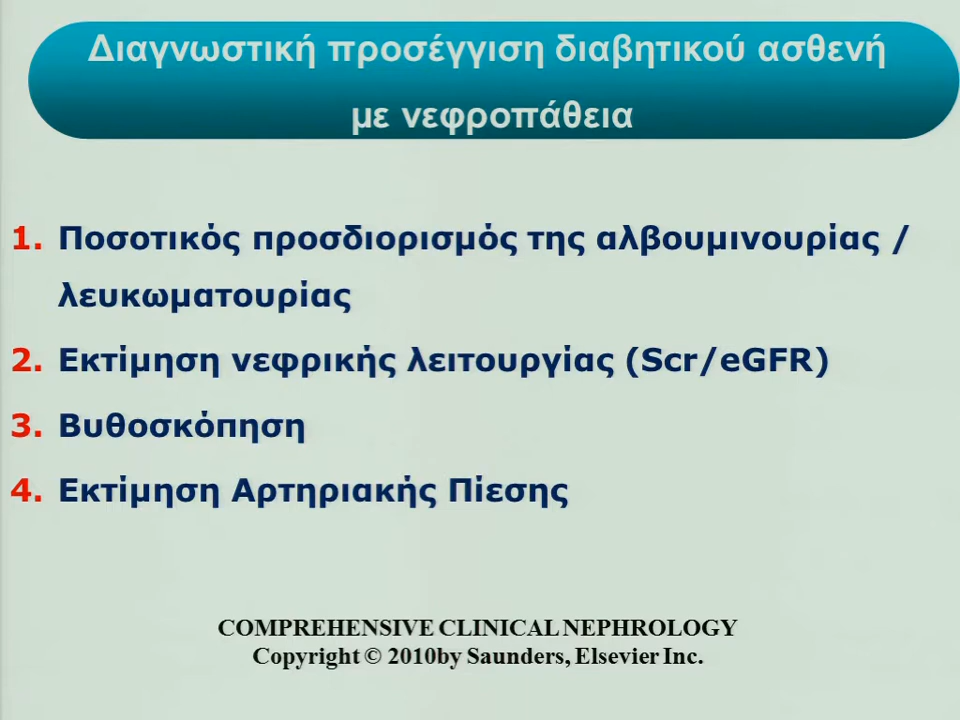 Διαγνωστική προσέγγιση διαβητικού ασθενή
με νεφροπάθεια
1. Ποσοτικός προσδιορισμός της αλβουμινουρίας /
λευκωματουρίας
2. Εκτίμηση νεφρικής λειτουργίας (Scr/eGFR)
3. Βυθοσκόπηση
4. Εκτίμηση Αρτηριακής Πίεσης
COMPREHENSIVE CLINICAL NEPHROLOGY
Copyright © 2010by Saunders, Elsevier Inc.